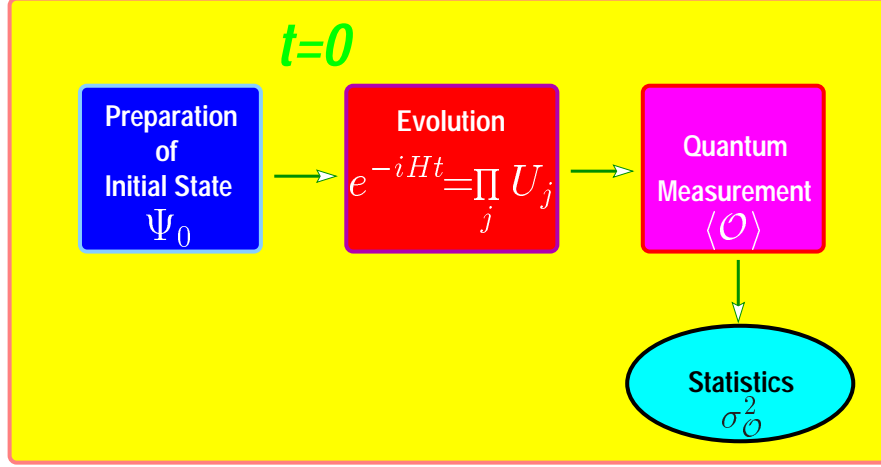 t=0
Preparation
of
Initial State
Ψ₀
Evolution
e^{-iHt}=∏_j U_j
Quantum
Measurement
⟨𝒪⟩
Statistics
σ²_𝒪